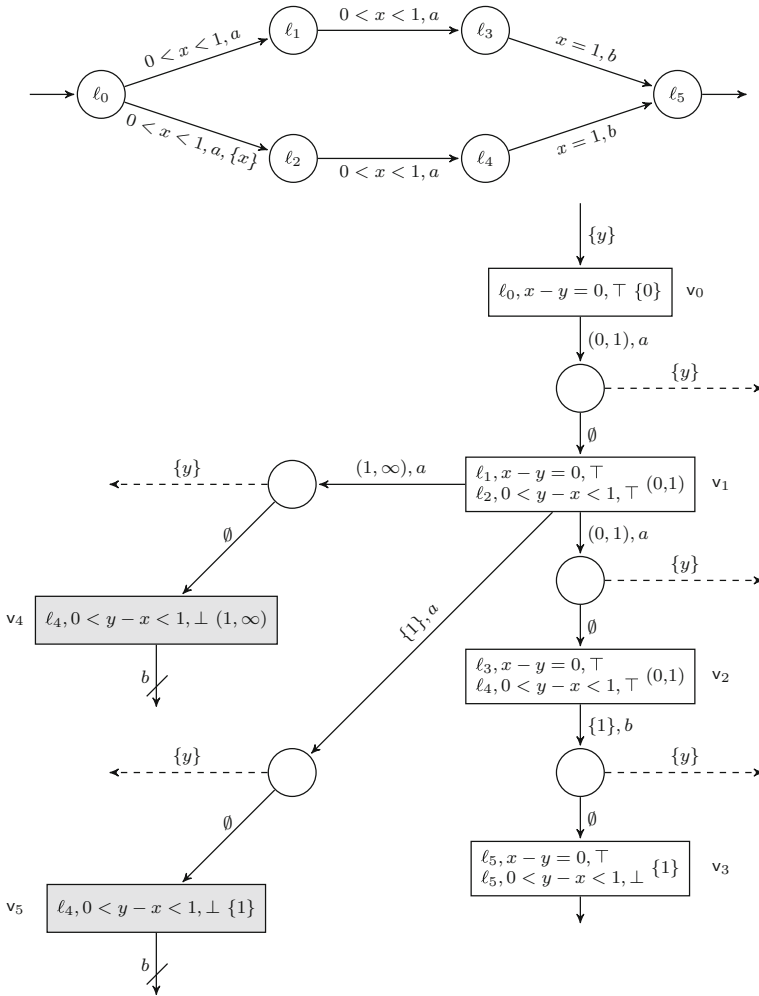 0 < x < 1, a
ℓ₁
0 < x < 1, a
ℓ₃
x = 1, b
ℓ₀
ℓ₅
0 < x < 1, a, {x}
ℓ₂
0 < x < 1, a
ℓ₄
x = 1, b
{y}
ℓ₀, x − y = 0, ⊤ {0}
v₀
(0, 1), a
{y}
∅
{y}
(1, ∞), a
ℓ₁, x − y = 0, ⊤
ℓ₂, 0 < y − x < 1, ⊤ (0,1)
v₁
∅
(0, 1), a
{y}
v₄
ℓ₄, 0 < y − x < 1, ⊥ (1, ∞)
{1}, a
∅
b
ℓ₃, x − y = 0, ⊤
ℓ₄, 0 < y − x < 1, ⊤ (0,1)
v₂
{1}, b
{y}
{y}
∅
∅
v₅
ℓ₄, 0 < y − x < 1, ⊥ {1}
ℓ₅, x − y = 0, ⊤
ℓ₅, 0 < y − x < 1, ⊥ {1}
v₃
b